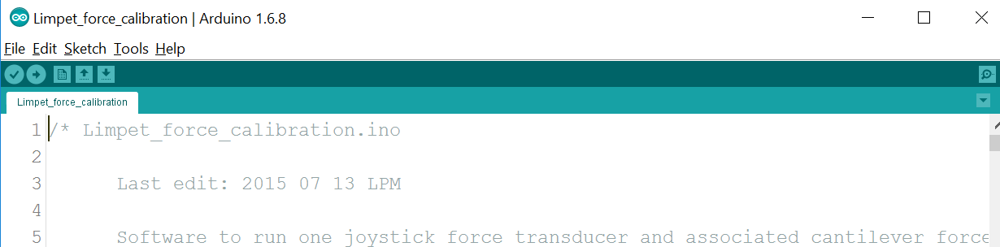 Limpet_force_calibration | Arduino 1.6.8
File Edit Sketch Tools Help
Limpet_force_calibration
1 /* Limpet_force_calibration.ino
2
3 Last edit: 2015 07 13 LPM
4
5 Software to run one joystick force transducer and associated cantilever force